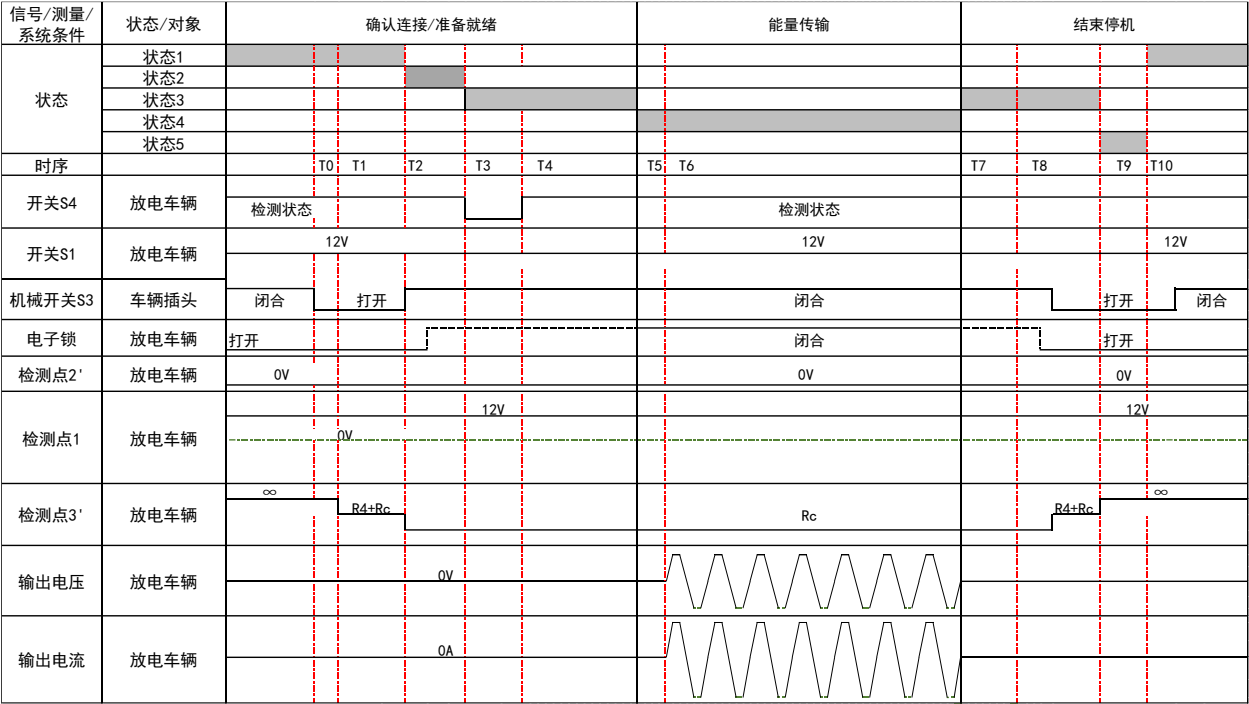 信号/测量/
系统条件
状态/对象
确认连接/准备就绪
能量传输
结束停机
状态
状态1
状态2
状态3
状态4
状态5
时序
T0
T1
T2
T3
T4
T5
T6
T7
T8
T9
T10
开关S4
放电车辆
检测状态
检测状态
开关S1
放电车辆
12V
12V
12V
机械开关S3
车辆插头
闭合
打开
闭合
打开
闭合
电子锁
放电车辆
打开
闭合
打开
检测点2'
放电车辆
0V
0V
0V
检测点1
放电车辆
12V
12V
0V
检测点3'
放电车辆
∞
R4+Rc
Rc
R4+Rc
∞
输出电压
放电车辆
0V
输出电流
放电车辆
0A